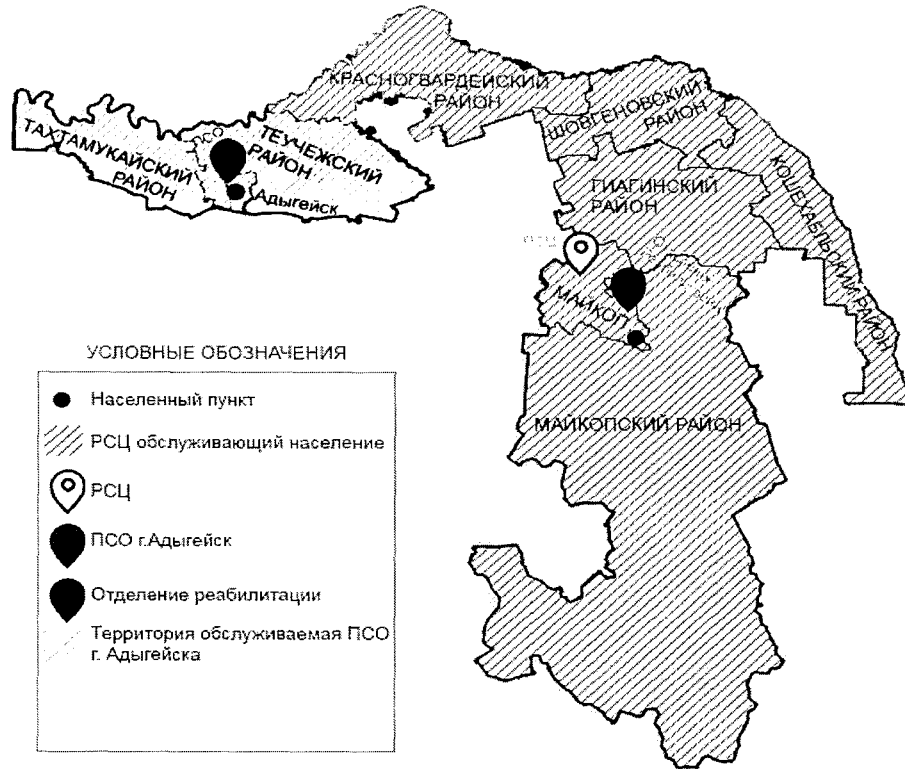 КРАСНОГВАРДЕЙСКИЙ
РАЙОН
ШОВГЕНОВСКИЙ
РАЙОН
ТАХТАМУКАЙСКИЙ
РАЙОН
ПСО
ТЕУЧЕЖСКИЙ
РАЙОН
Адыгейск
ГИАГИНСКИЙ
РАЙОН
КОШЕХАБЛЬСКИЙ РАЙОН
РСЦ
МАЙКОП
МАЙКОПСКИЙ РАЙОН
УСЛОВНЫЕ ОБОЗНАЧЕНИЯ
Населенный пункт
РСЦ обслуживающий население
РСЦ
ПСО г.Адыгейск
Отделение реабилитации
Территория обслуживаемая ПСО
г. Адыгейска